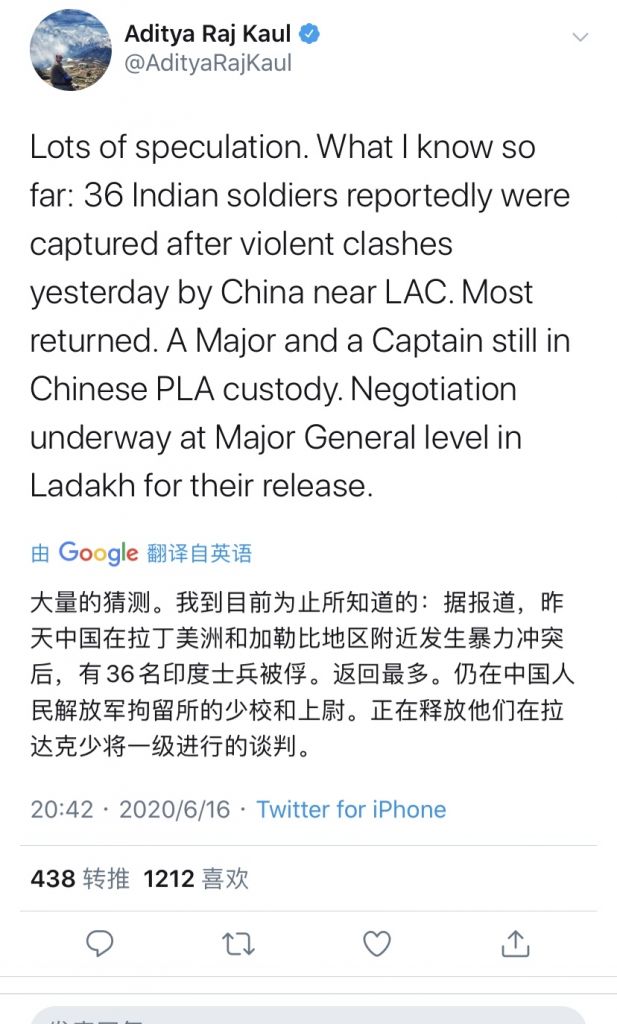 Aditya Raj Kaul
@AdityaRajKaul
Lots of speculation. What I know so
far: 36 Indian soldiers reportedly were
captured after violent clashes
yesterday by China near LAC. Most
returned. A Major and a Captain still in
Chinese PLA custody. Negotiation
underway at Major General level in
Ladakh for their release.
由 Google 翻译自英语
大量的猜测。我到目前为止所知道的：据报道，昨
天中国在拉丁美洲和加勒比地区附近发生暴力冲突
后，有36名印度士兵被俘。返回最多。仍在中国人
民解放军拘留所的少校和上尉。正在释放他们在拉
达克少将一级进行的谈判。
20:42 · 2020/6/16 · Twitter for iPhone
438 转推 1212 喜欢